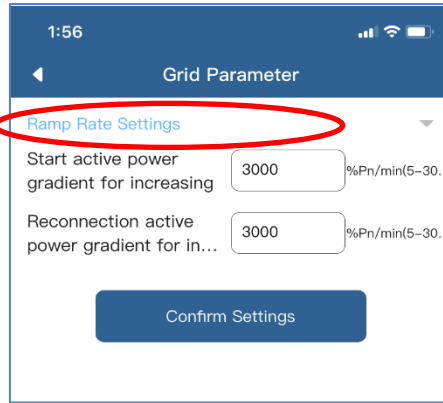 1:56
Grid Parameter
Ramp Rate Settings
Start active power
gradient for increasing
3000
%Pn/min(5-30.
Reconnection active
power gradient for in...
3000
%Pn/min(5-30.
Confirm Settings